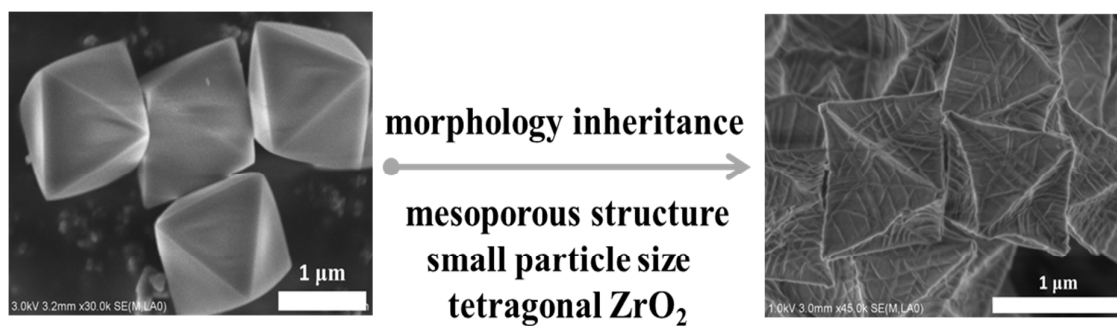 morphology inheritance
mesoporous structure
small particle size
tetragonal ZrO₂
1 μm
3.0kV 3.2mm x30.0k SE(M,LA0)
1 μm
1.0kV 3.0mm x45.0k SE(M,LA0)